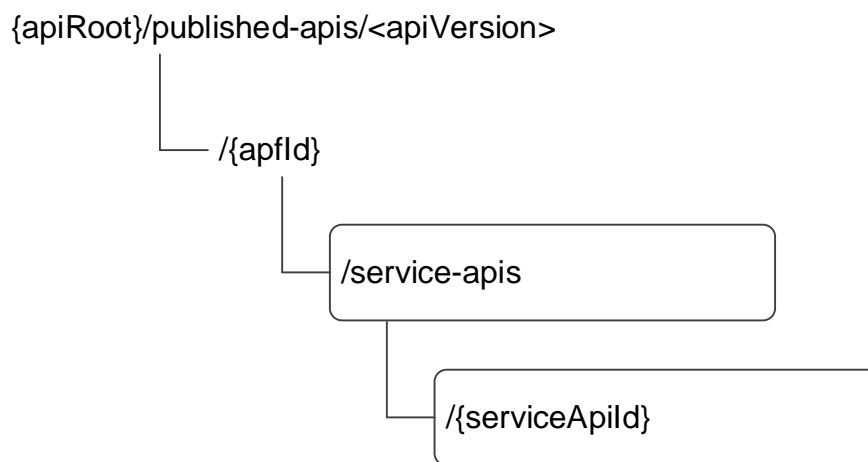 {apiRoot}/published-apis/<apiVersion>
/{apfId}
/service-apis
/{serviceApiId}